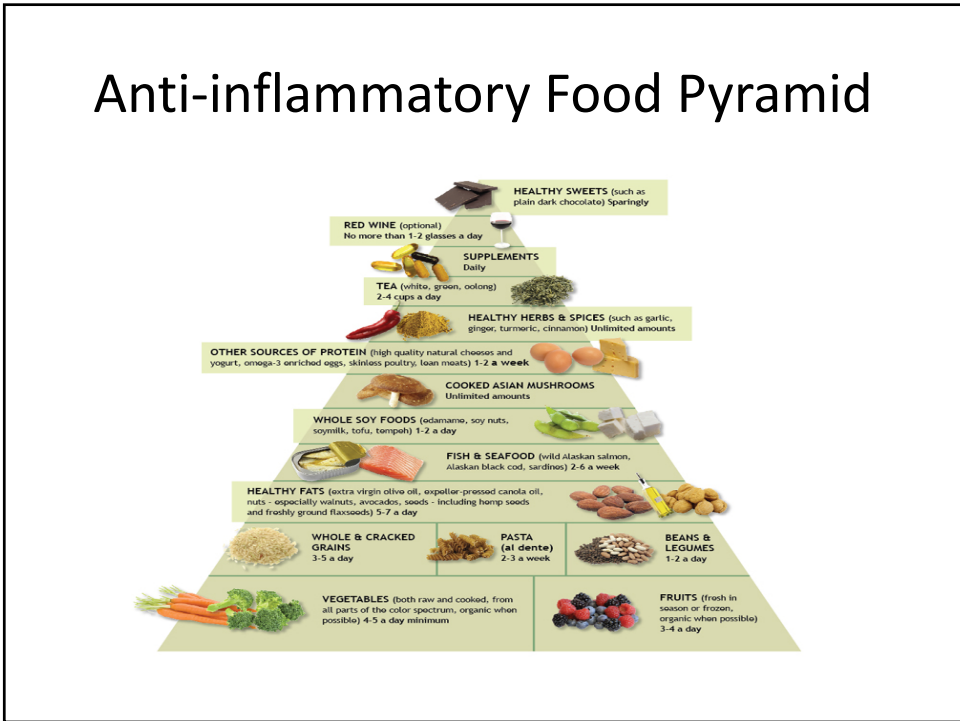 Anti-inflammatory Food Pyramid
HEALTHY SWEETS (such as
plain dark chocolate) Sparingly
RED WINE (optional)
No more than 1-2 glasses a day
SUPPLEMENTS
Daily
TEA (white, green, oolong)
2-4 cups a day
HEALTHY HERBS & SPICES (such as garlic,
ginger, turmeric, cinnamon) Unlimited amounts
OTHER SOURCES OF PROTEIN (high quality natural cheeses and
yogurt, omega-3 enriched eggs, skinless poultry, lean meats) 1-2 a week
COOKED ASIAN MUSHROOMS
Unlimited amounts
WHOLE SOY FOODS (edamame, soy nuts,
soymilk, tofu, tempeh) 1-2 a day
FISH & SEAFOOD (wild Alaskan salmon,
Alaskan black cod, sardines) 2-6 a week
HEALTHY FATS (extra virgin olive oil, expeller-pressed canola oil,
nuts - especially walnuts, avocados, seeds - including hemp seeds
and freshly ground flaxseeds) 5-7 a day
WHOLE & CRACKED
GRAINS
3-5 a day
PASTA
(al dente)
2-3 a week
BEANS &
LEGUMES
1-2 a day
VEGETABLES (both raw and cooked, from
all parts of the color spectrum, organic when
possible) 4-5 a day minimum
FRUITS (fresh in
season or frozen,
organic when possible)
3-4 a day